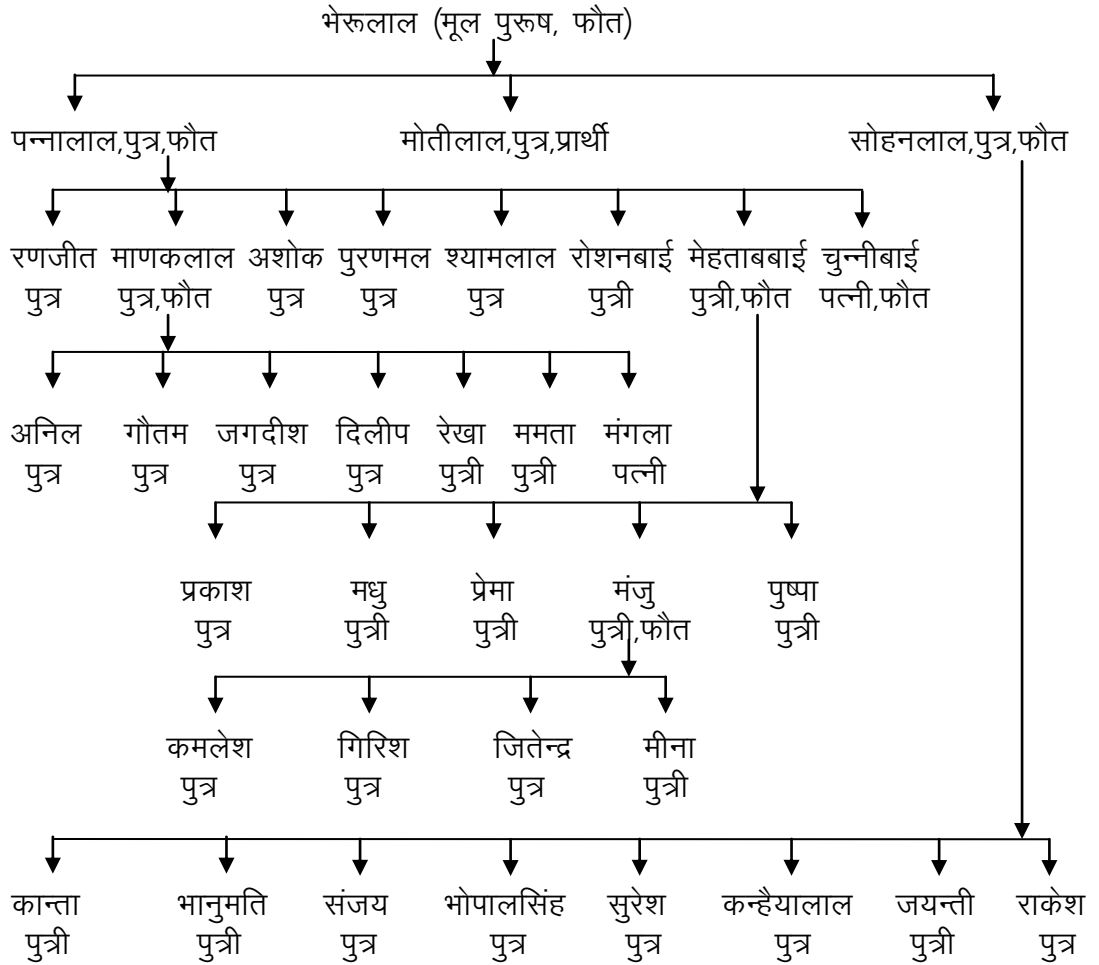 भेरूलाल (मूल पुरूष, फौत)
पन्नालाल,पुत्र,फौत मोतीलाल,पुत्र,प्रार्थी सोहनलाल,पुत्र,फौत
रणजीत माणकलाल अशोक पुरणमल श्यामलाल रोशनबाई मेहताबबाई चुन्नीबाई
पुत्र पुत्र,फौत पुत्र पुत्र पुत्र पुत्री पुत्री,फौत पत्नी,फौत
अनिल गौतम जगदीश दिलीप रेखा ममता मंगला
पुत्र पुत्र पुत्र पुत्र पुत्री पुत्री पत्नी
प्रकाश मधु प्रेमा मंजु पुष्पा
पुत्र पुत्री पुत्री पुत्री,फौत पुत्री
कमलेश गिरिश जितेन्द्र मीना
पुत्र पुत्र पुत्र पुत्री
कान्ता भानुमति संजय भोपालसिंह सुरेश कन्हैयालाल जयन्ती राकेश
पुत्री पुत्री पुत्र पुत्र पुत्र पुत्र पुत्री पुत्र